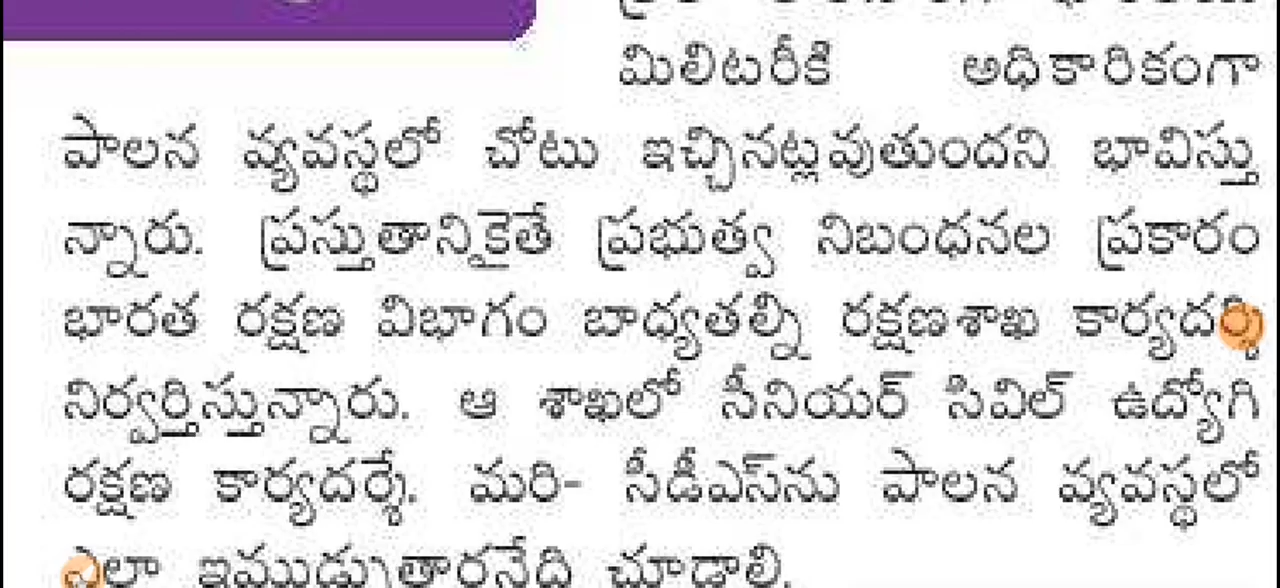 మిలిటరీకి అధికారికంగా
పాలన వ్యవస్థలో చోటు ఇచ్చినట్లవుతుందని భావిస్తు
న్నారు. ప్రస్తుతానికైతే ప్రభుత్వ నిబంధనల ప్రకారం
భారత రక్షణ విభాగం బాధ్యతల్ని రక్షణశాఖ కార్యదర్శి
నిర్వర్తిస్తున్నారు. ఆ శాఖలో సీనియర్ సివిల్ ఉద్యోగి
రక్షణ కార్యదర్శే. మరి- సీడీఎస్‌ను పాలన వ్యవస్థలో
ఎలా ఇముడ్చుతారనేది చూడాలి.